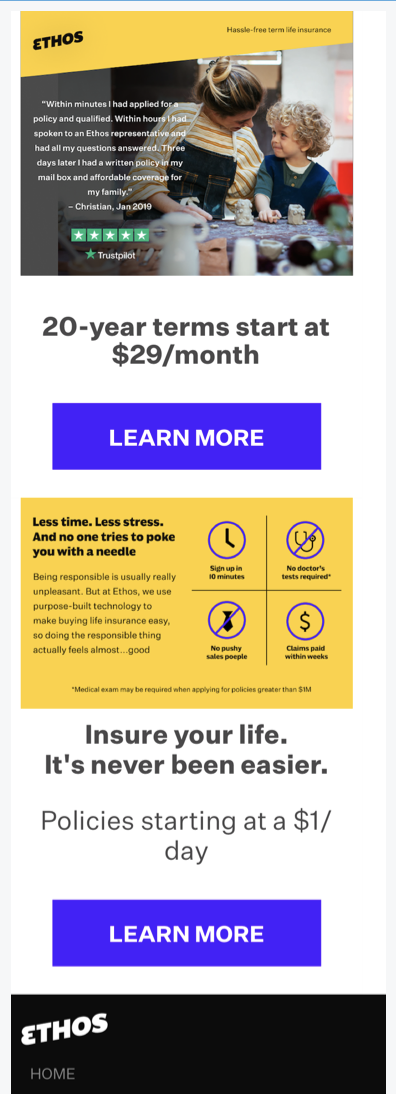 ETHOS
Hassle-free term life insurance
"Within minutes I had applied for a
policy and qualified. Within hours I had
spoken to an Ethos representative and
had all my questions answered. Three
days later I had a written policy in my
mail box and affordable coverage for
my family."
– Christian, Jan 2019
Trustpilot
20-year terms start at
$29/month
LEARN MORE
Less time. Less stress.
And no one tries to poke
you with a needle
Being responsible is usually really
unpleasant. But at Ethos, we use
purpose-built technology to
make buying life insurance easy,
so doing the responsible thing
actually feels almost...good
Sign up in
10 minutes
No doctor's
tests required*
No pushy
sales poeple
$
Claims paid
within weeks
*Medical exam may be required when applying for policies greater than $1M
Insure your life.
It's never been easier.
Policies starting at a $1/
day
LEARN MORE
ETHOS
HOME